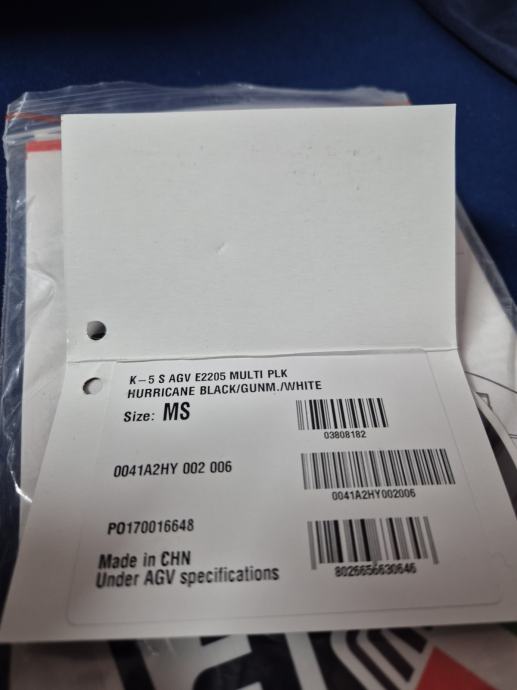 K-5 S AGV E2205 MULTI PLK
HURRICANE BLACK/GUNM./WHITE
Size: MS
03808182
0041A2HY 002 006
0041A2HY002006
PO170016648
Made in CHN
Under AGV specifications
8026656630646